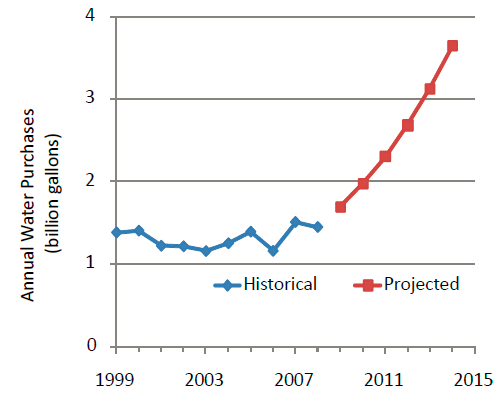 4
3
2
1
0
Annual Water Purchases
(billion gallons)
Historical Projected
1999 2003 2007 2011 2015